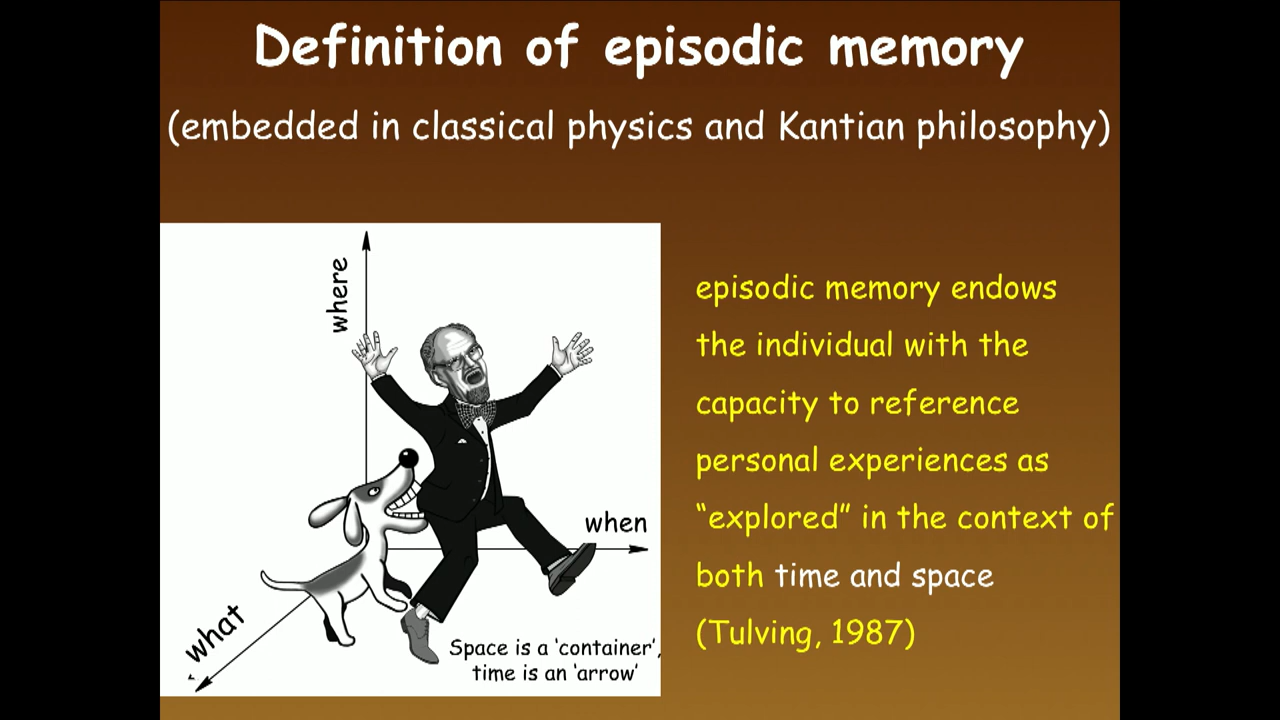 Definition of episodic memory
(embedded in classical physics and Kantian philosophy)
where
when
what
Space is a ‘container’,
time is an ‘arrow’
episodic memory endows
the individual with the
capacity to reference
personal experiences as
“explored” in the context of
both time and space
(Tulving, 1987)